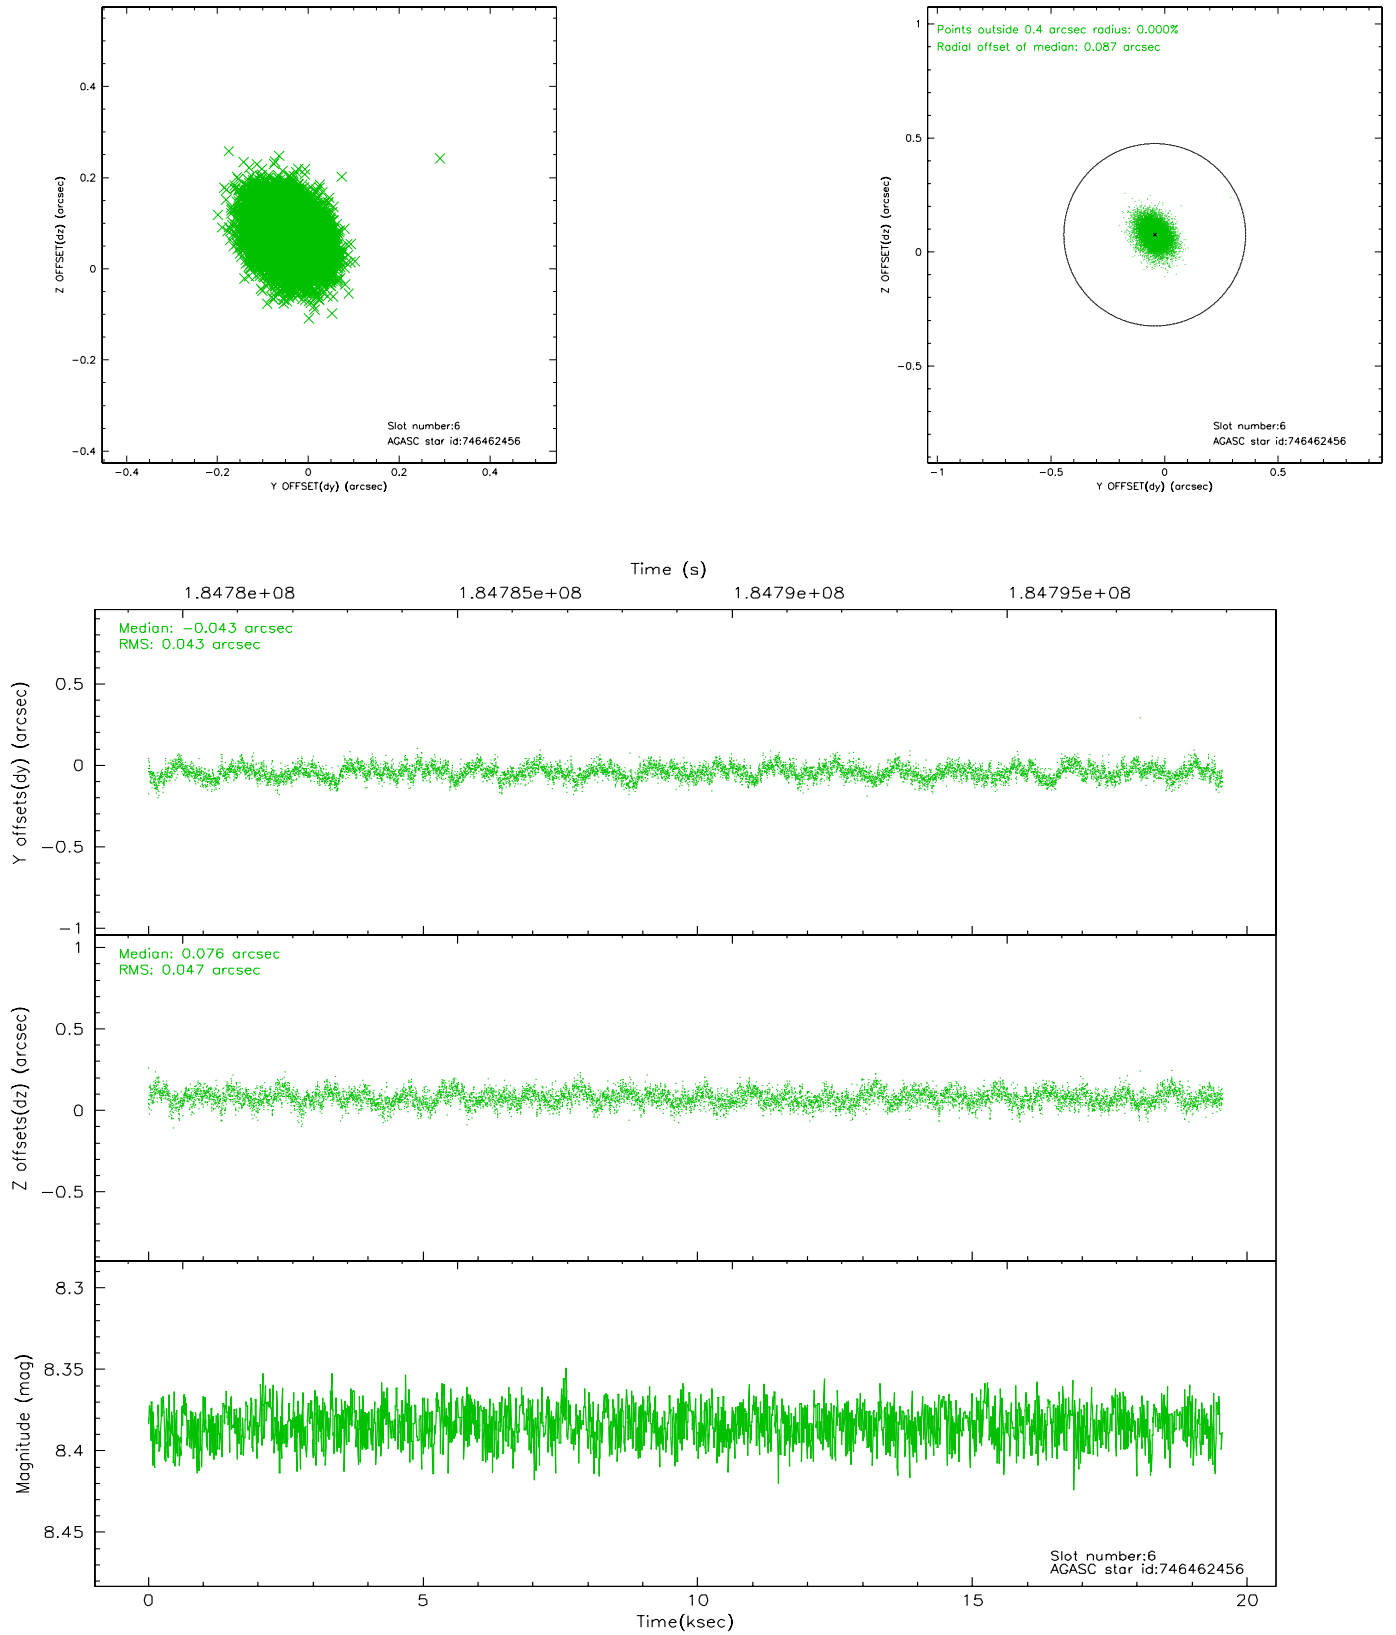 0.4
0.2
0
−0.2
−0.4
Z OFFSET(dz) (arcsec)
Slot number:6
AGASC star id:746462456
−0.4
−0.2
0
0.2
0.4
Y OFFSET(dy) (arcsec)
Points outside 0.4 arcsec radius: 0.000%
Radial offset of median: 0.087 arcsec
1
0.5
0
−0.5
Z OFFSET(dz) (arcsec)
Slot number:6
AGASC star id:746462456
−1
−0.5
0
0.5
Y OFFSET(dy) (arcsec)
Time (s)
1.8478e+08
1.84785e+08
1.8479e+08
1.84795e+08
Median: −0.043 arcsec
RMS: 0.043 arcsec
0.5
0
−0.5
−1
Y offsets(dy) (arcsec)
Median: 0.076 arcsec
RMS: 0.047 arcsec
1
0.5
0
−0.5
Z offsets(dz) (arcsec)
8.3
8.35
8.4
8.45
Magnitude (mag)
Slot number:6
AGASC star id:746462456
0
5
10
15
20
Time(ksec)